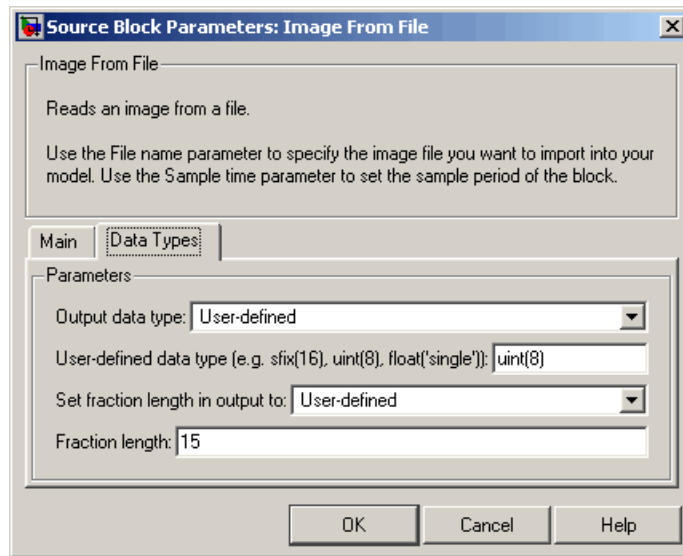 Source Block Parameters: Image From File
Image From File
Reads an image from a file.
Use the File name parameter to specify the image file you want to import into your
model. Use the Sample time parameter to set the sample period of the block.
Main Data Types
Parameters
Output data type: User-defined
User-defined data type (e.g. sfix(16), uint(8), float('single')): uint(8)
Set fraction length in output to: User-defined
Fraction length: 15
OK Cancel Help